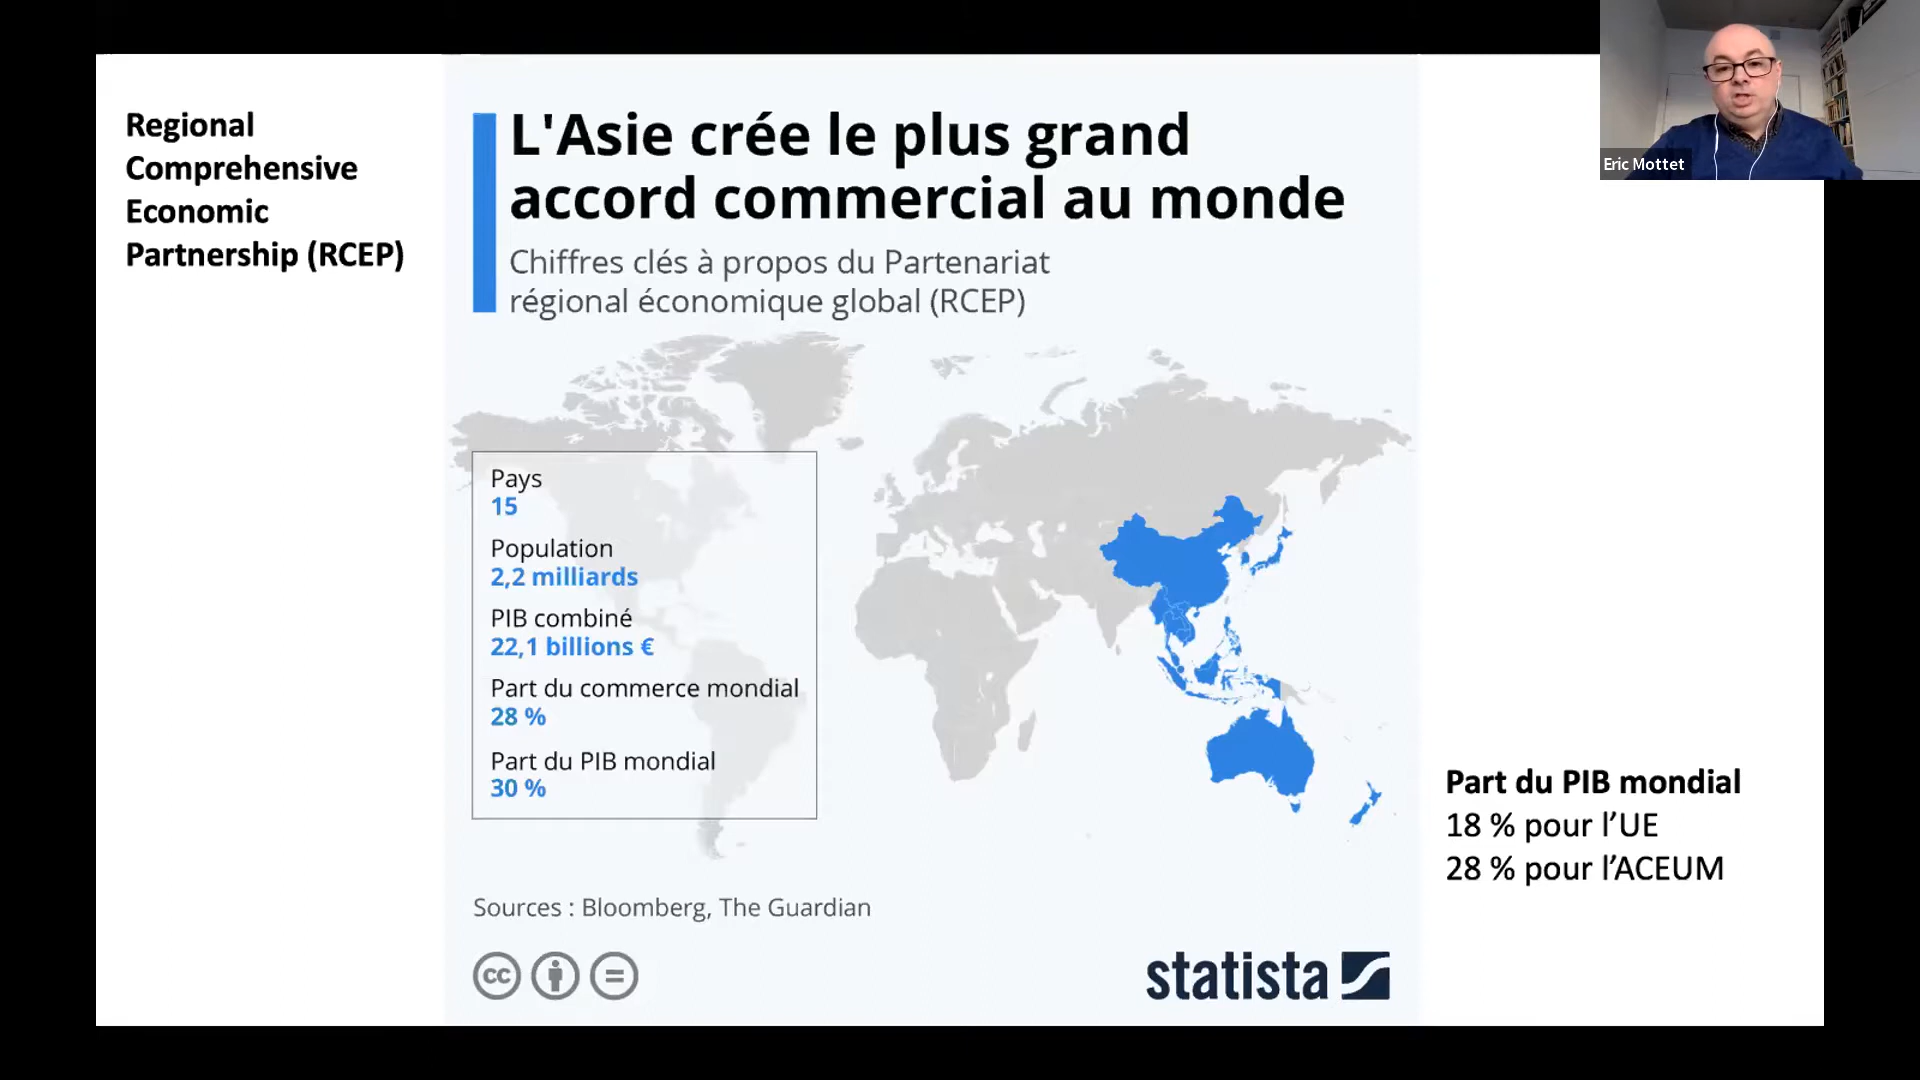 Regional
Comprehensive
Economic
Partnership (RCEP)
L'Asie crée le plus grand
accord commercial au monde
Chiffres clés à propos du Partenariat
régional économique global (RCEP)
Pays
15
Population
2,2 milliards
PIB combiné
22,1 billions €
Part du commerce mondial
28 %
Part du PIB mondial
30 %
Sources : Bloomberg, The Guardian
cc
statista
Part du PIB mondial
18 % pour l’UE
28 % pour l’ACEUM
Eric Mottet